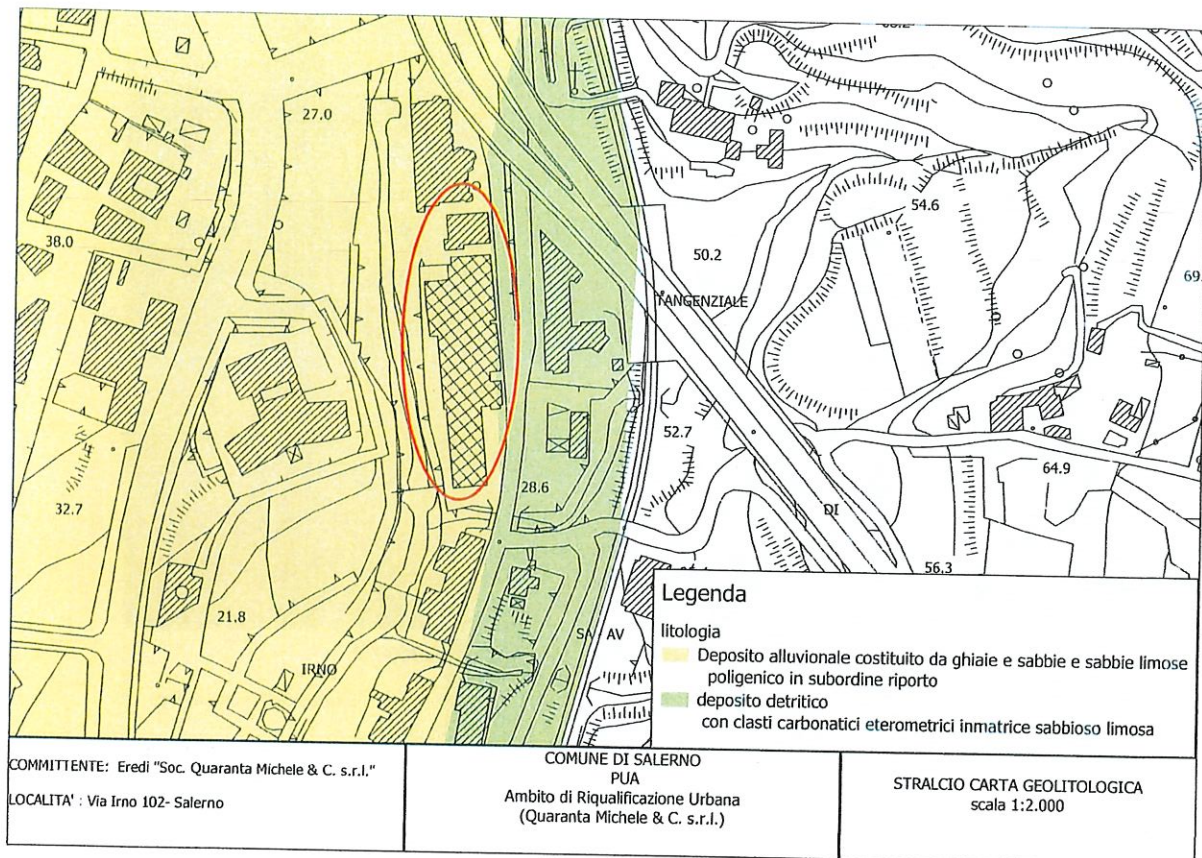 27.0
38.0
54.6
50.2
69.
TANGENZIALE
52.7
28.6
64.9
32.7
DI
56.3
21.8
SA - AV
IRNO
Legenda
litologia
Deposito alluvionale costituito da ghiaie e sabbie e sabbie limose
poligenico in subordine riporto
deposito detritico
con clasti carbonatici eterometrici inmatrice sabbioso limosa
COMMITTENTE: Eredi "Soc. Quaranta Michele & C. s.r.l."
LOCALITA' : Via Irno 102- Salerno
COMUNE DI SALERNO
PUA
Ambito di Riqualificazione Urbana
(Quaranta Michele & C. s.r.l.)
STRALCIO CARTA GEOLITOLOGICA
scala 1:2.000